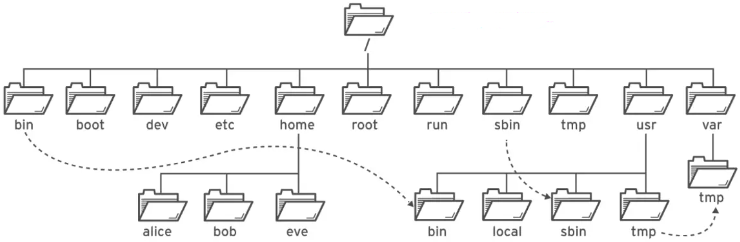 /
bin boot dev etc home root run sbin tmp usr var
tmp
alice bob eve bin local sbin tmp